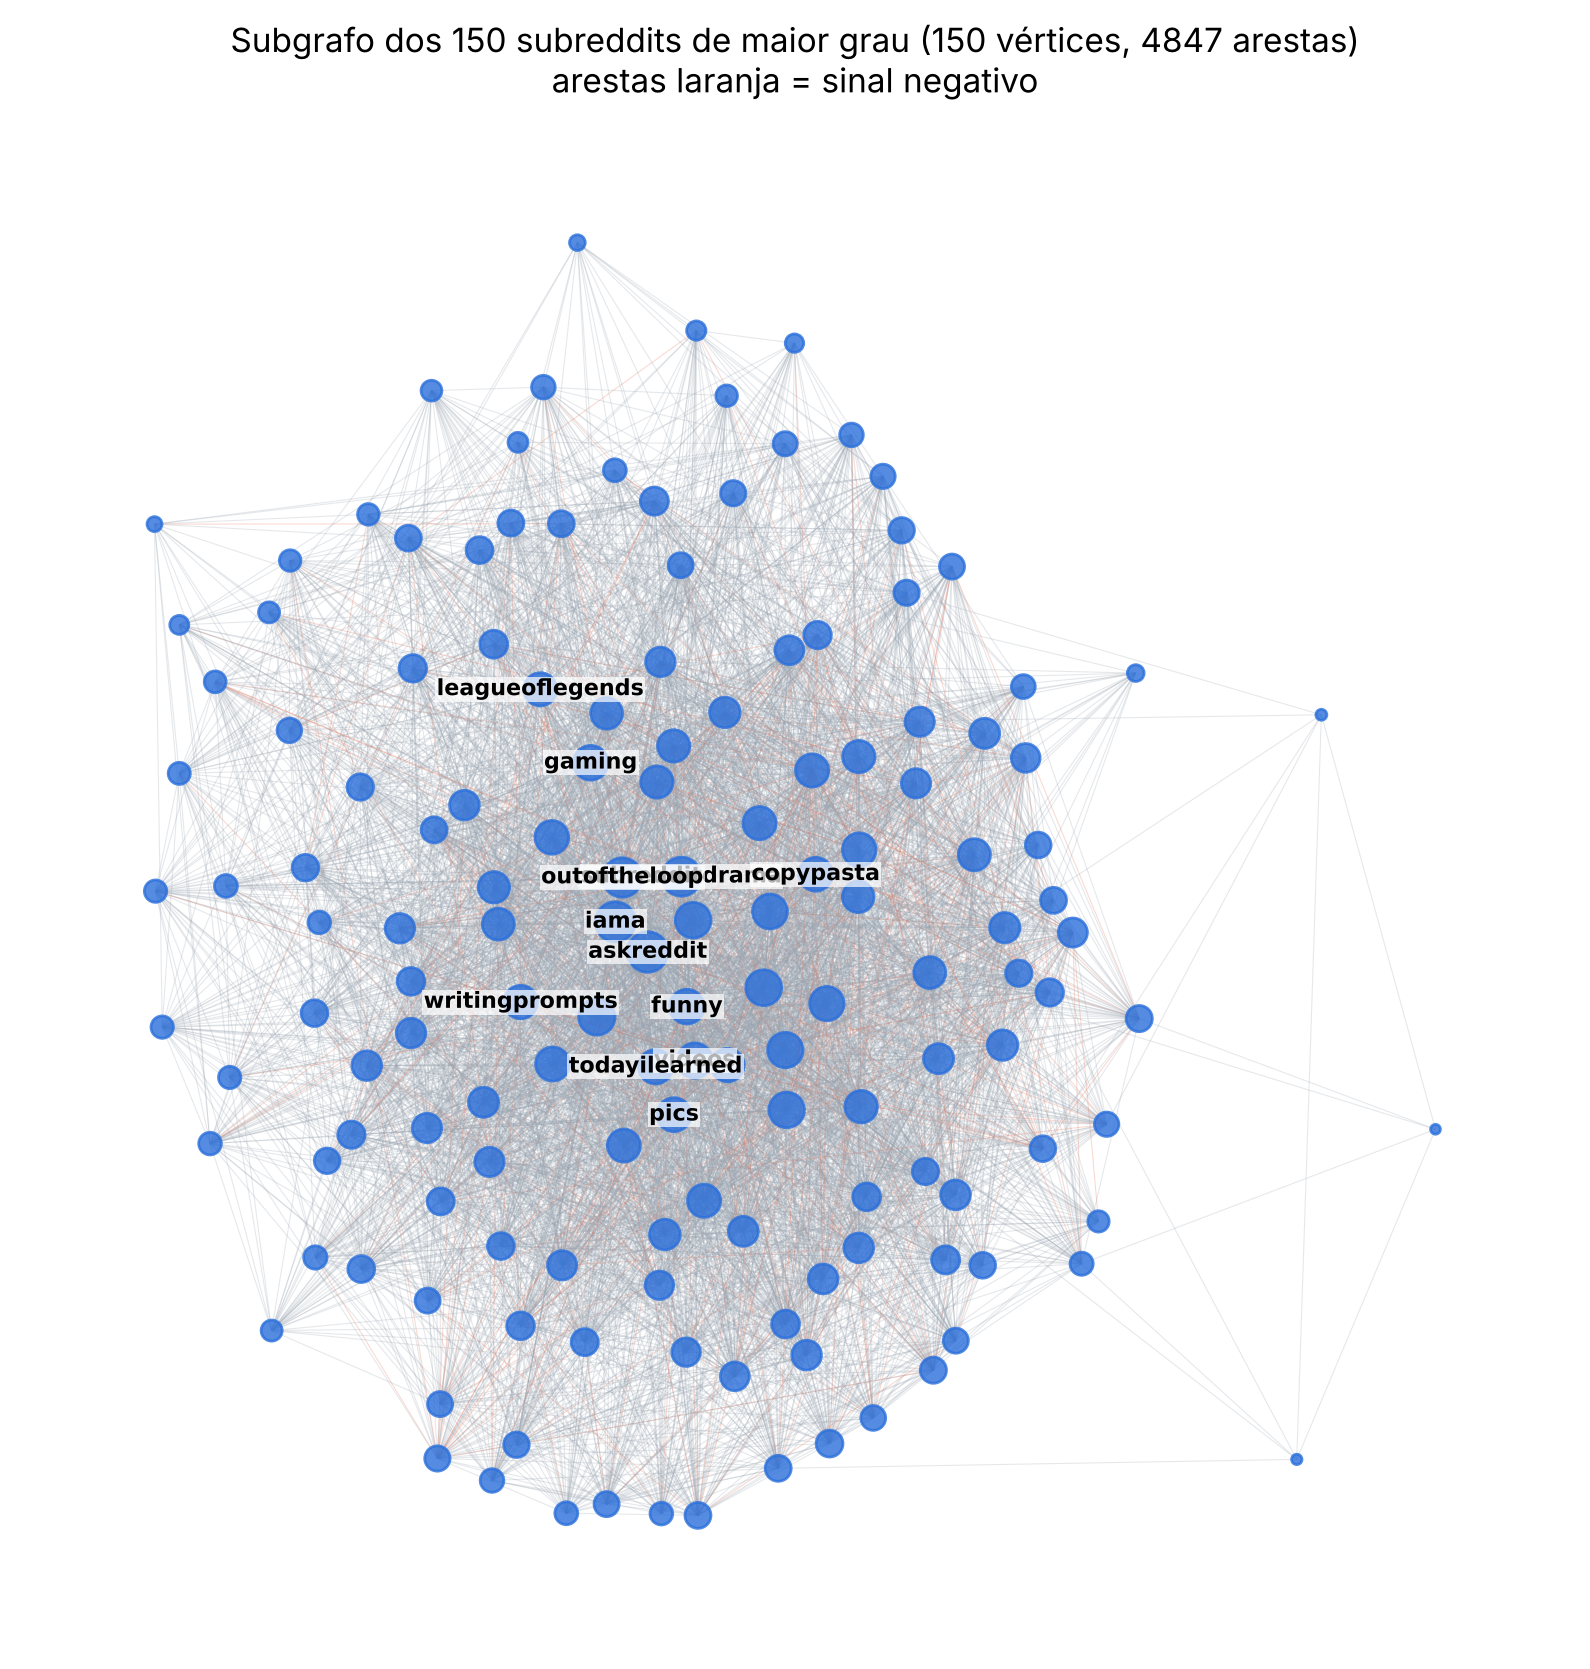 Subgrafo dos 150 subreddits de maior grau (150 vértices, 4847 arestas)
arestas laranja = sinal negativo
leagueoflegends
gaming
outoftheloop
copypasta
iama
askreddit
writingprompts
funny
videos
todayilearned
pics